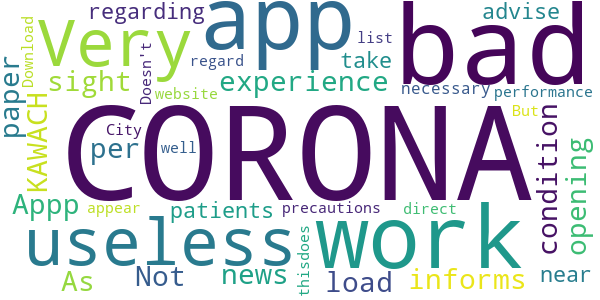 regarding
app
bad
advise
Very
list
Download
regard
take
sight
Doesn't
experience
necessary
performance
website
paper
KAWACH
CORONA
But
City
per
well
condition
opening
Appp
appear
patients
precautions
direct
useless
work
thisdoes
As
Not
news
load
informs
near